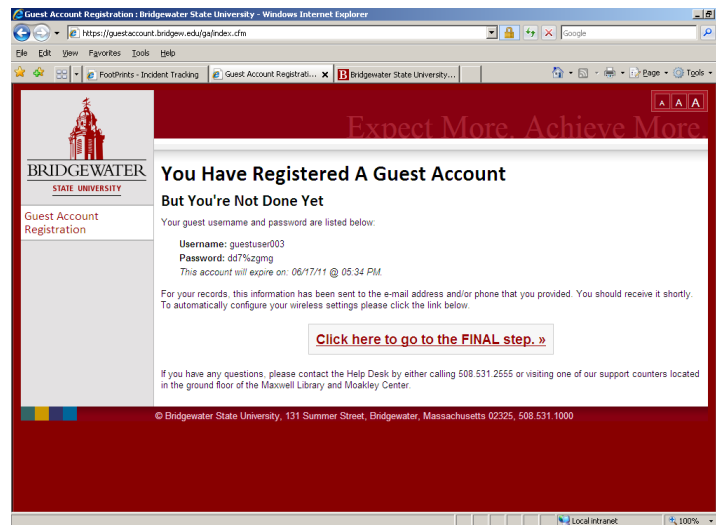 Guest Account Registration : Bridgewater State University - Windows Internet Explorer
https://guestaccount.bridgew.edu/ga/index.cfm
Google
File Edit View Favorites Tools Help
FootPrints - Incident Tracking
Guest Account Registrati...
Bridgewater State University...
Page Tools
A A A
Expect More. Achieve More.
BRIDGEWATER
STATE UNIVERSITY
Guest Account
Registration
You Have Registered A Guest Account
But You're Not Done Yet
Your guest username and password are listed below:
Username: guestuser003
Password: dd7%zgmg
This account will expire on: 06/17/11 @ 05:34 PM.
For your records, this information has been sent to the e-mail address and/or phone that you provided. You should receive it shortly.
To automatically configure your wireless settings please click the link below.
Click here to go to the FINAL step. »
If you have any questions, please contact the Help Desk by either calling 508.531.2555 or visiting one of our support counters located
in the ground floor of the Maxwell Library and Moakley Center.
© Bridgewater State University, 131 Summer Street, Bridgewater, Massachusetts 02325, 508.531.1000
Local intranet
100%